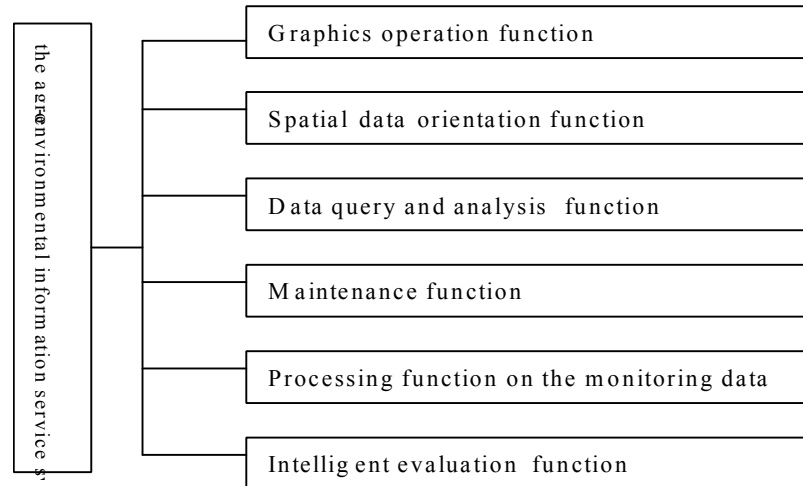 the agro-environmental information service
Graphics operation function
Spatial data orientation function
Data query and analysis function
Maintenance function
Processing function on the monitoring data
Intelligent evaluation function